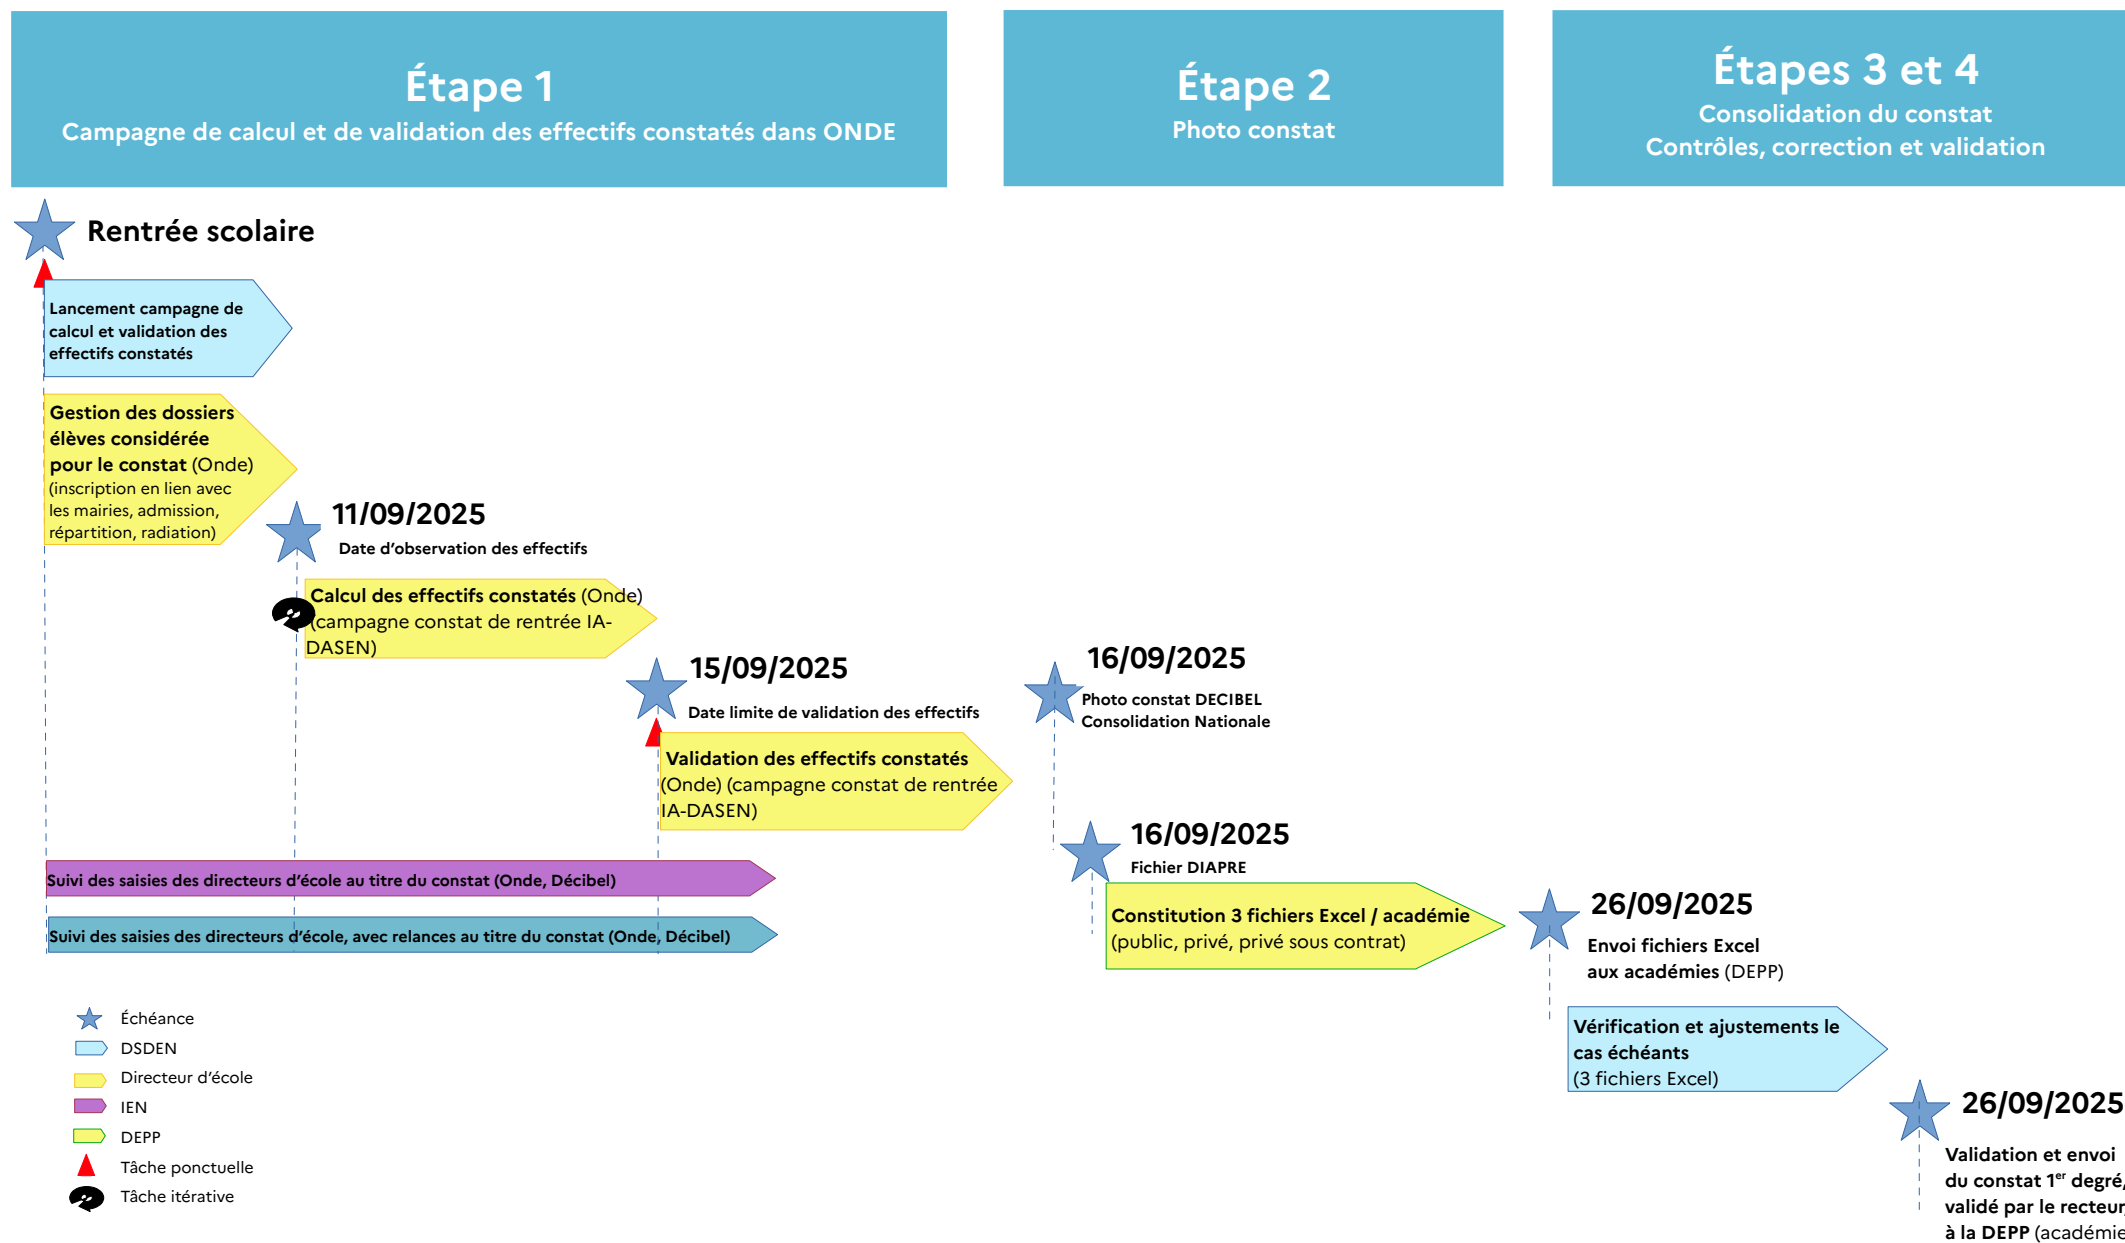 Étape 1
Campagne de calcul et de validation des effectifs constatés dans ONDE
Étape 2
Photo constat
Étapes 3 et 4
Consolidation du constat
Contrôles, correction et validation
Rentrée scolaire
Lancement campagne de
calcul et validation des
effectifs constatés
Gestion des dossiers
élèves considérée
pour le constat (Onde)
(inscription en lien avec
les mairies, admission,
répartition, radiation)
11/09/2025
Date d'observation des effectifs
Calcul des effectifs constatés (Onde)
(campagne constat de rentrée IA-
DASEN)
15/09/2025
Date limite de validation des effectifs
Validation des effectifs constatés
(Onde) (campagne constat de rentrée
IA-DASEN)
16/09/2025
Photo constat DECIBEL
Consolidation Nationale
16/09/2025
Fichier DIAPRE
Constitution 3 fichiers Excel / académie
(public, privé, privé sous contrat)
Suivi des saisies des directeurs d'école au titre du constat (Onde, Décibel)
Suivi des saisies des directeurs d'école, avec relances au titre du constat (Onde, Décibel)
26/09/2025
Envoi fichiers Excel
aux académies (DEPP)
Vérification et ajustements le
cas échéants
(3 fichiers Excel)
26/09/2025
Validation et envoi
du constat 1er degré,
validé par le recteur,
à la DEPP (académie
Échéance
DSDEN
Directeur d'école
IEN
DEPP
Tâche ponctuelle
Tâche itérative